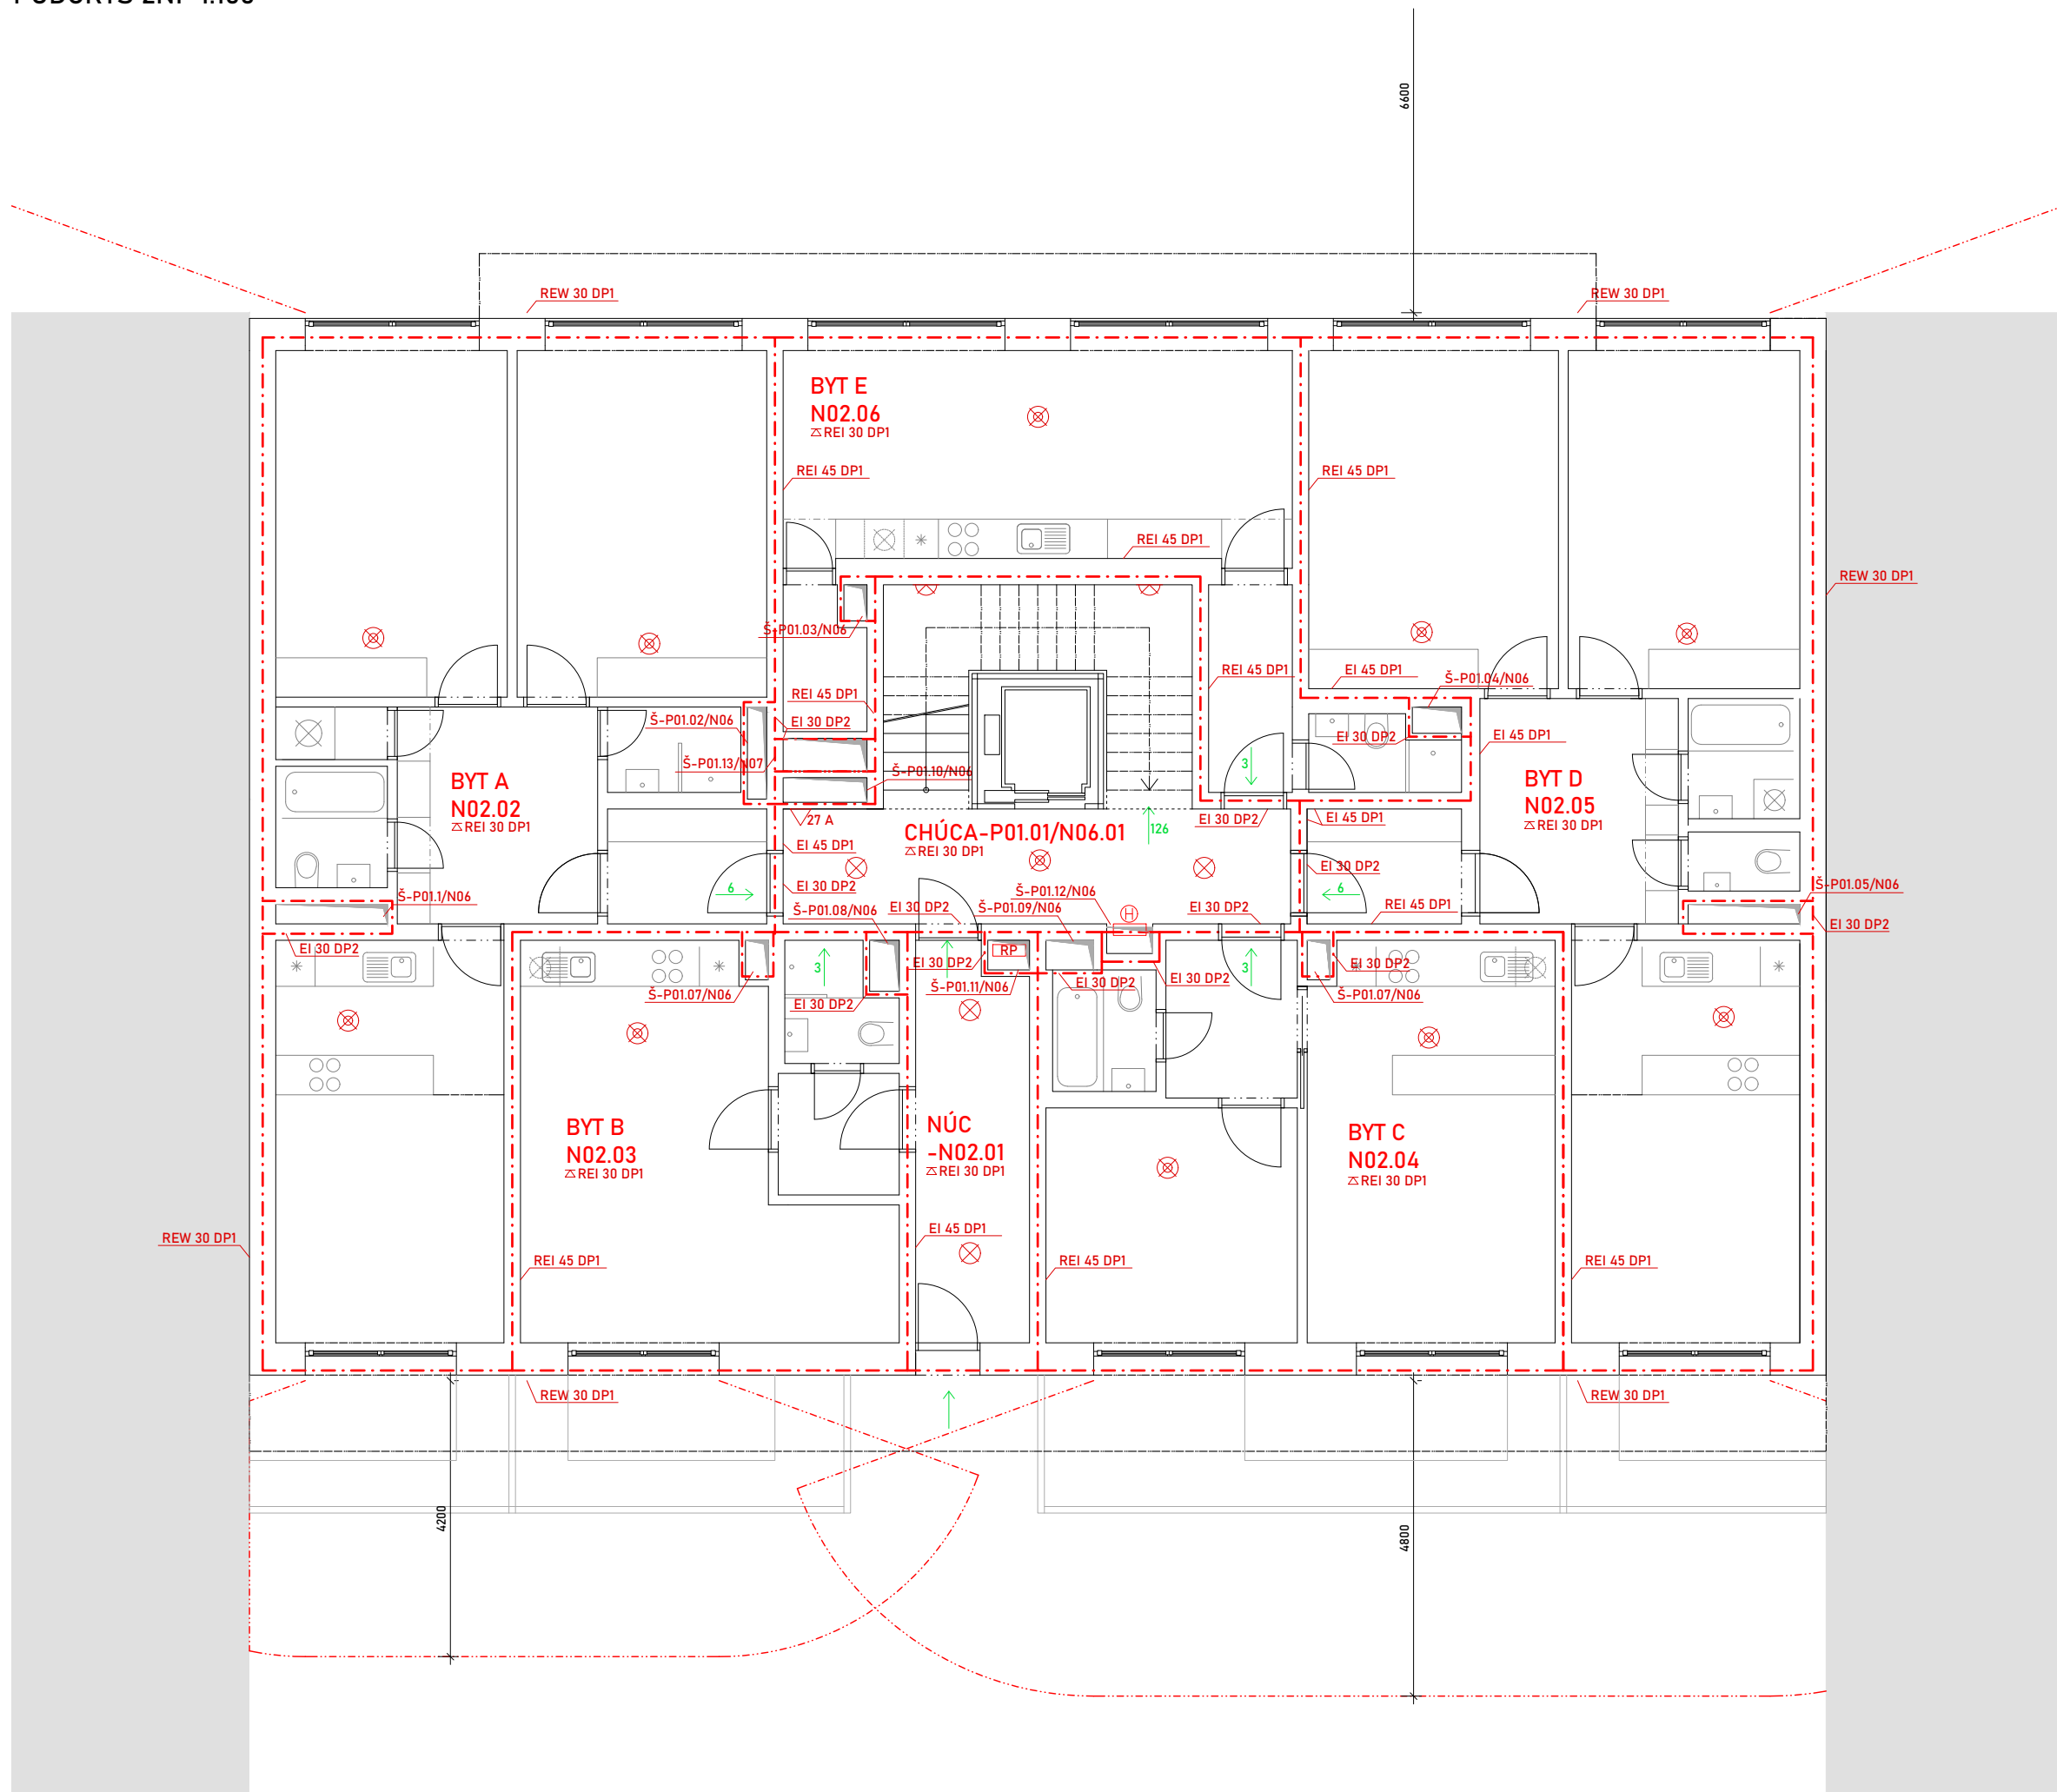 6600
REW 30 DP1
REW 30 DP1
BYT E
N02.06
REI 30 DP1
REI 45 DP1
REI 45 DP1
REI 45 DP1
REW 30 DP1
Š-P01.03/N06
REI 45 DP1
EI 45 DP1
Š-P01.04/N06
REI 45 DP1
Š-P01.02/N06
EI 30 DP2
EI 30 DP2
EI 45 DP1
Š-P01.13/N07
Š-P01.10/N06
3
BYT A
N02.02
REI 30 DP1
BYT D
N02.05
REI 30 DP1
27 A
CHÚCA-P01.01/N06.01
REI 30 DP1
126
EI 30 DP2
EI 45 DP1
EI 45 DP1
EI 30 DP2
EI 30 DP2
6
6
Š-P01.1/N06
Š-P01.08/N06
EI 30 DP2
Š-P01.12/N06
Š-P01.09/N06
H
EI 30 DP2
REI 45 DP1
Š-P01.05/N06
EI 30 DP2
EI 30 DP2
3
EI 30 DP2
RP
3
EI 30 DP2
Š-P01.07/N06
EI 30 DP2
Š-P01.11/N06
EI 30 DP2
EI 30 DP2
Š-P01.07/N06
BYT B
N02.03
REI 30 DP1
NÚC
-N02.01
REI 30 DP1
BYT C
N02.04
REI 30 DP1
REW 30 DP1
EI 45 DP1
REI 45 DP1
REI 45 DP1
REI 45 DP1
REW 30 DP1
REW 30 DP1
4200
4800